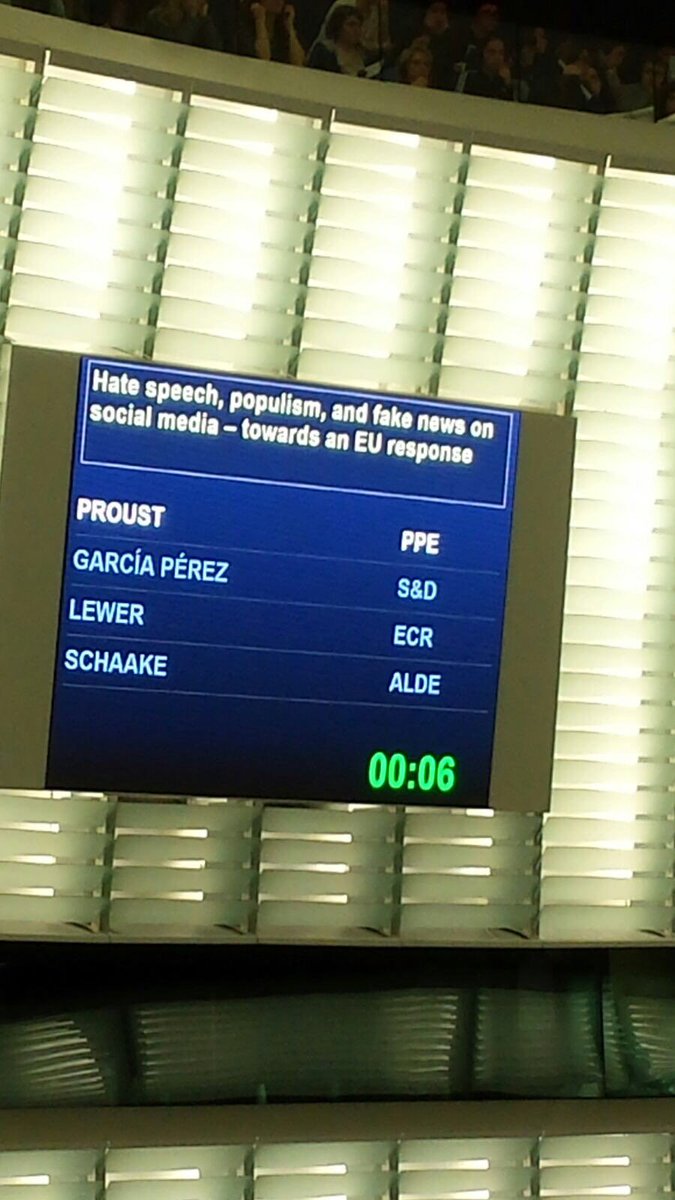 Hate speech, populism, and fake news on
social media – towards an EU response
PROUST PPE
GARCÍA PÉREZ S&D
LEWER ECR
SCHAAKE ALDE
00:06